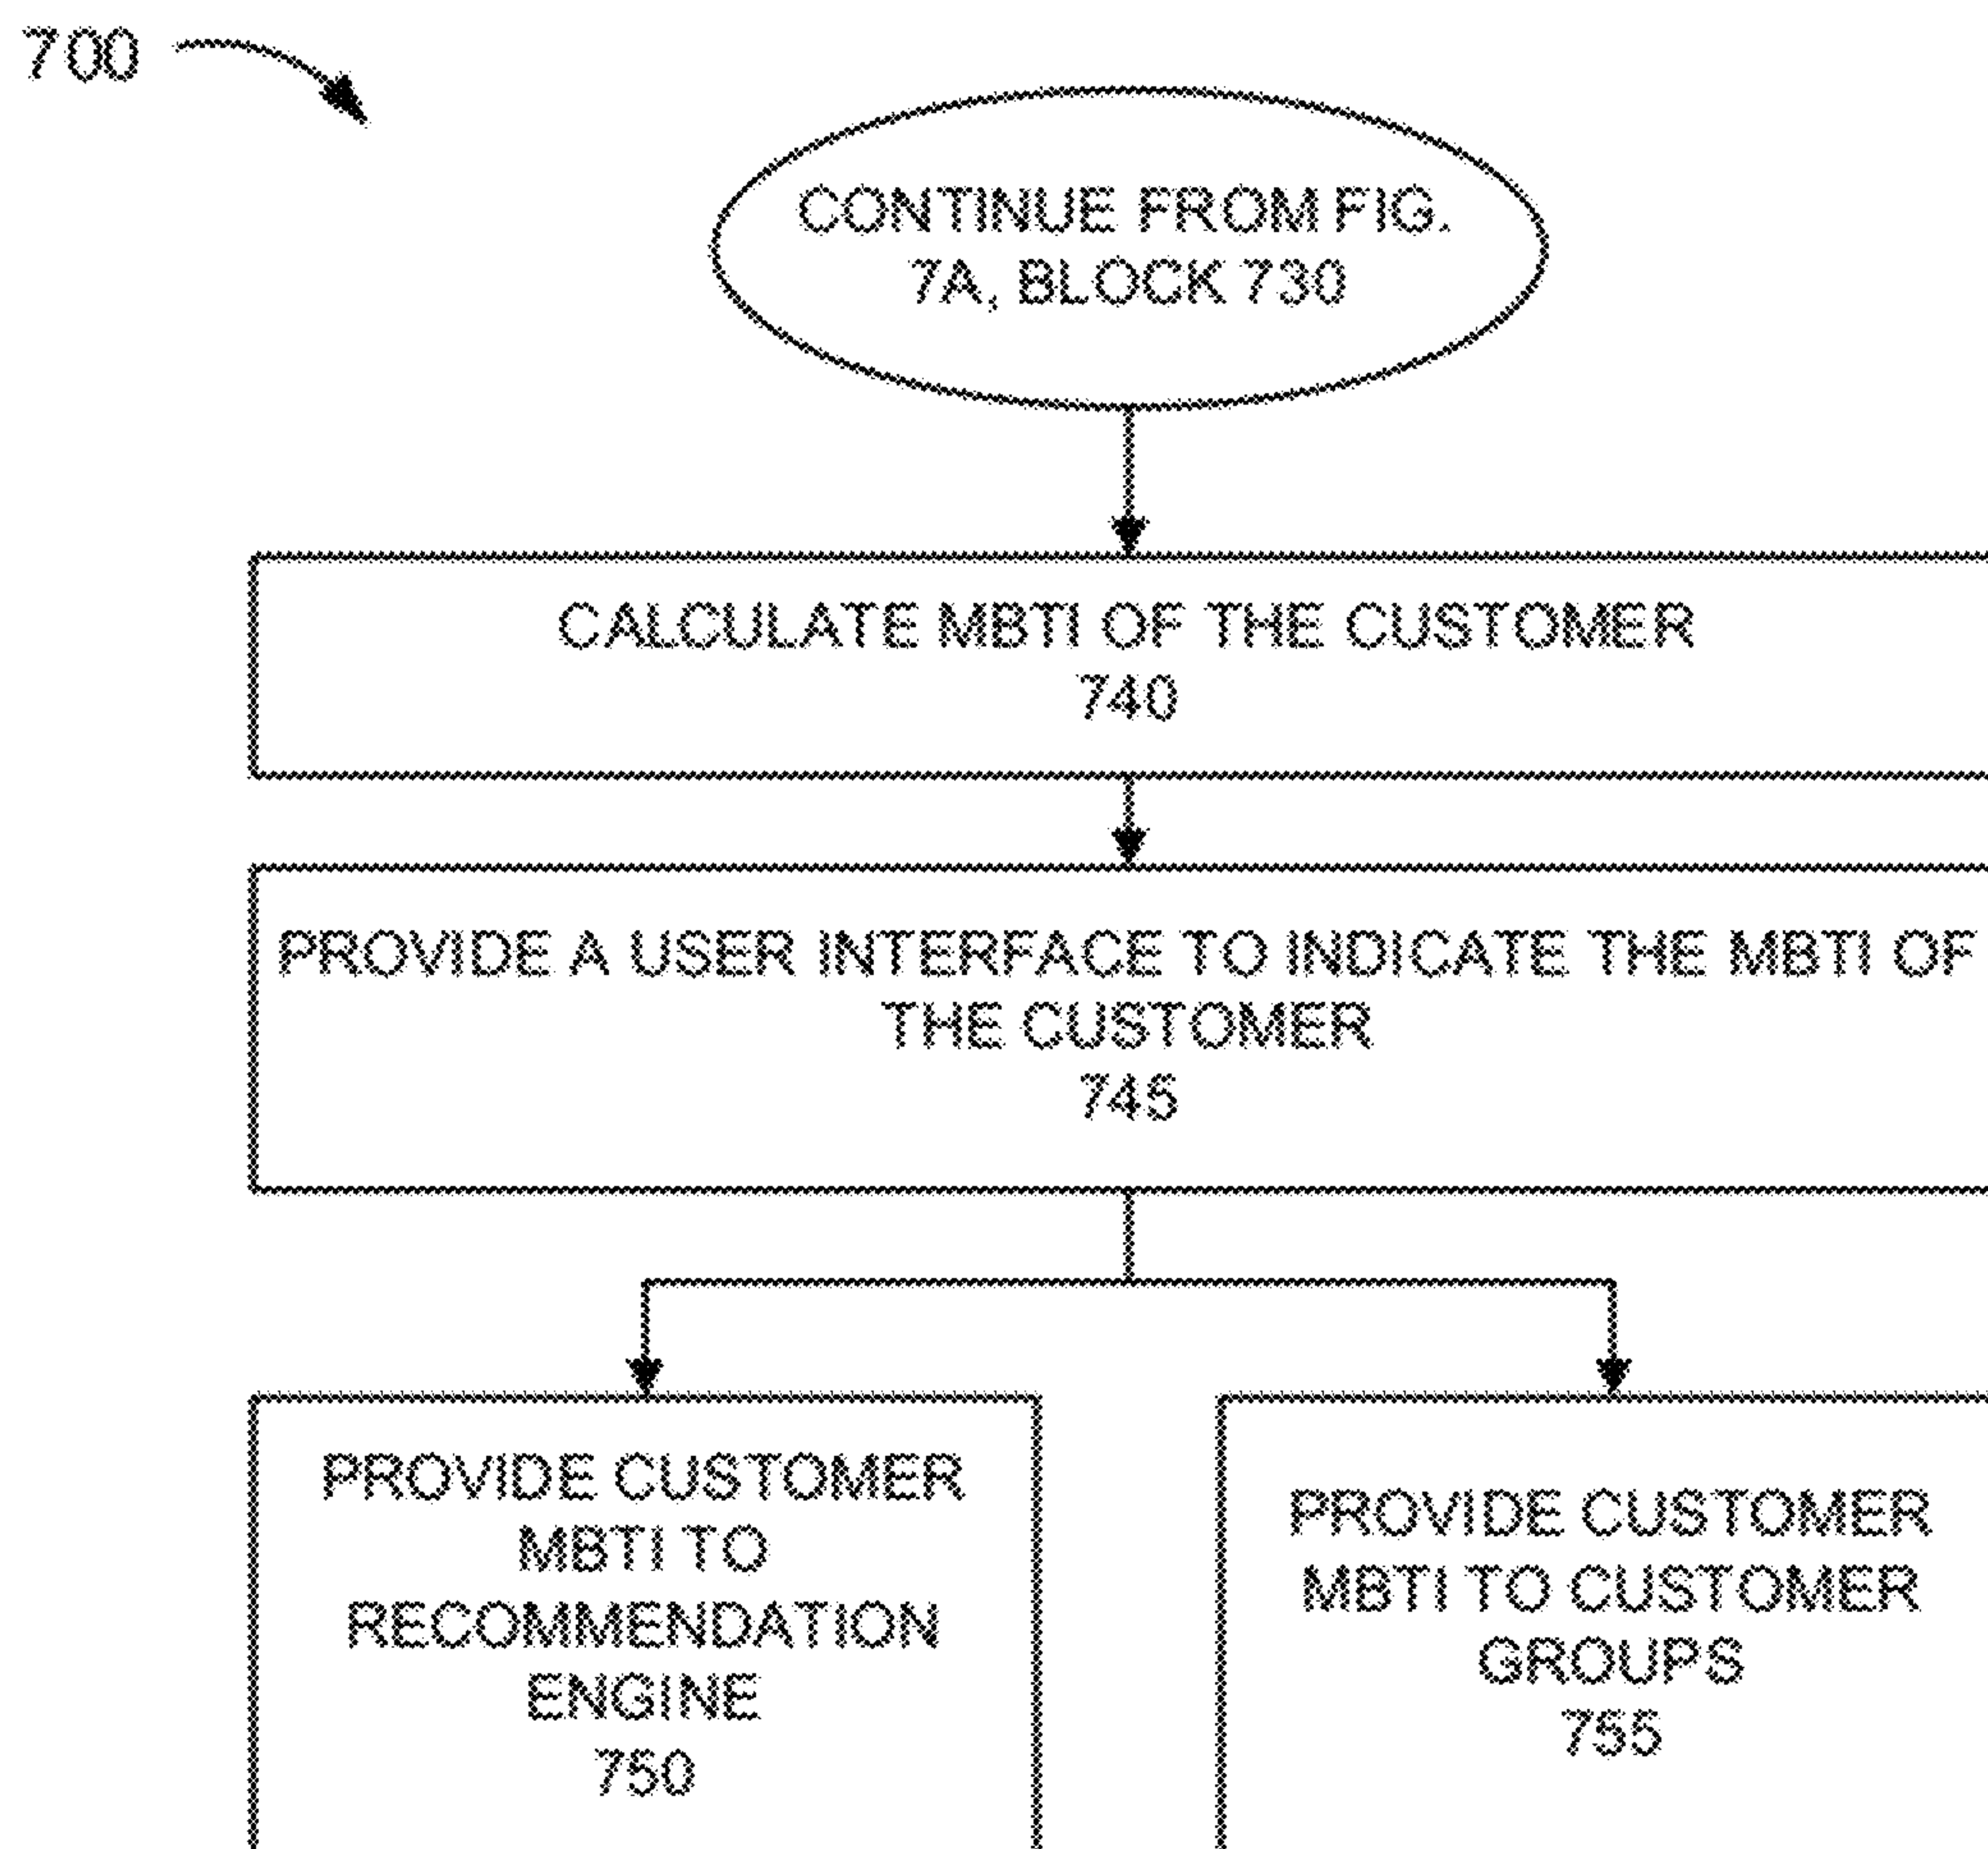 700
CONTINUE FROM FIG.
7A, BLOCK 730
CALCULATE MBTI OF THE CUSTOMER
740
PROVIDE A USER INTERFACE TO INDICATE THE MBTI OF
THE CUSTOMER
745
PROVIDE CUSTOMER
MBTI TO
RECOMMENDATION
ENGINE
750
PROVIDE CUSTOMER
MBTI TO CUSTOMER
GROUPS
755